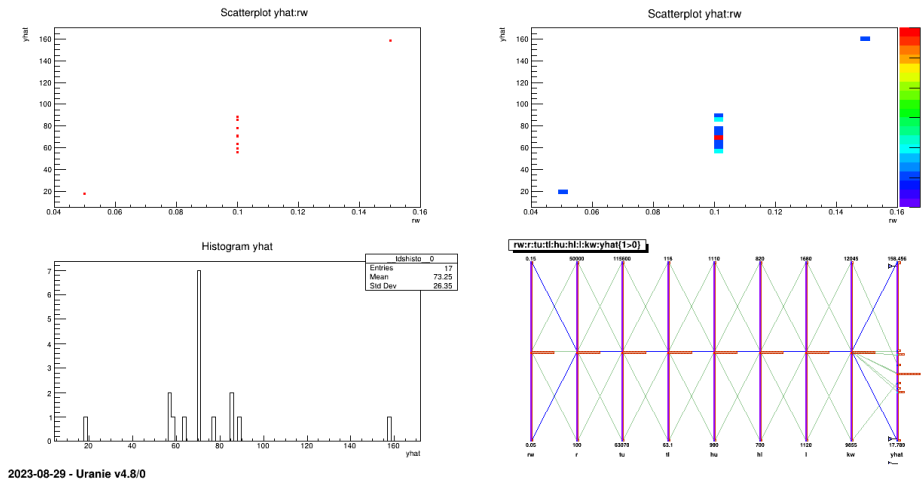 Scatterplot yhat:rw
yhat
160
140
120
100
80
60
40
20
0.04 0.06 0.08 0.1 0.12 0.14 0.16
rw
Scatterplot yhat:rw
yhat
160
140
120
100
80
60
40
20
0.04 0.06 0.08 0.1 0.12 0.14 0.16
rw
Histogram yhat
__tdshisto__0
Entries 17
Mean 73.25
Std Dev 26.35
7
6
5
4
3
2
1
0
20 40 60 80 100 120 140 160
yhat
rw:r:tu:tl:hu:hl:l:kw:yhat{1>0}
0.15 50000 115600 116 1110 820 1680 12045 158.456
0.05 100 63070 63.1 990 700 1120 9855 17.789
rw r tu tl hu hl l kw yhat
2023-08-29 - Uranie v4.8/0